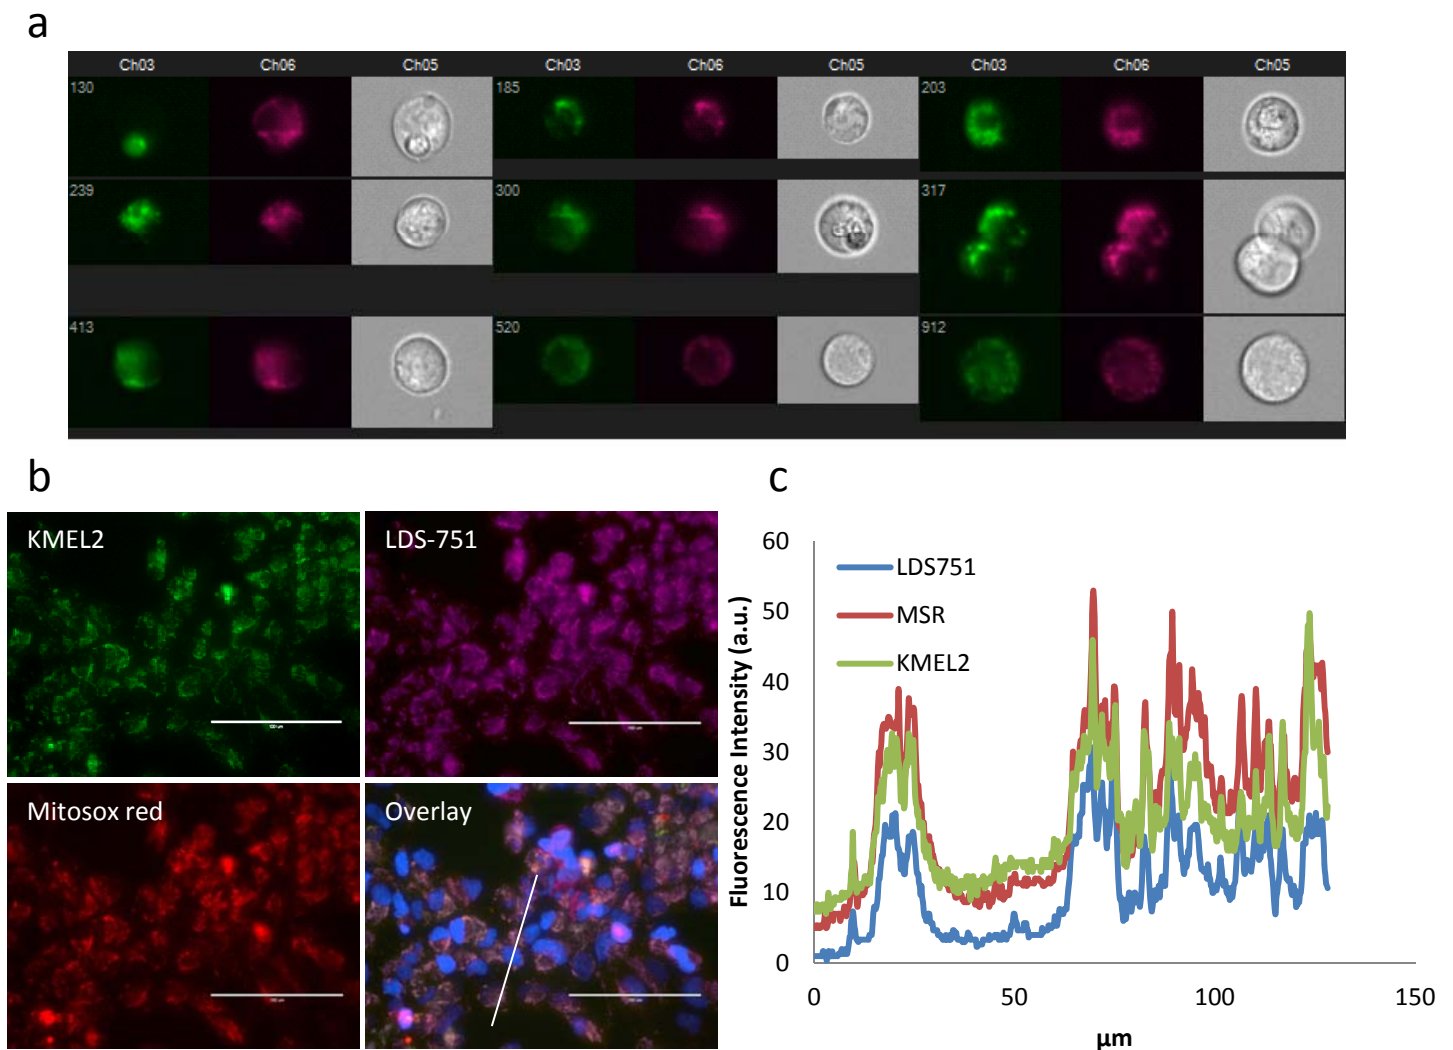 a
Ch03 Ch06 Ch05 Ch03 Ch06 Ch05 Ch03 Ch06 Ch05
130 185 203
239 300 317
413 520 912
b
KMEL2 LDS-751
Mitosox red Overlay
c
60
50
40
30
20
10
0
0 50 100 150
Fluorescence Intensity (a.u.)
µm
LDS751
MSR
KMEL2